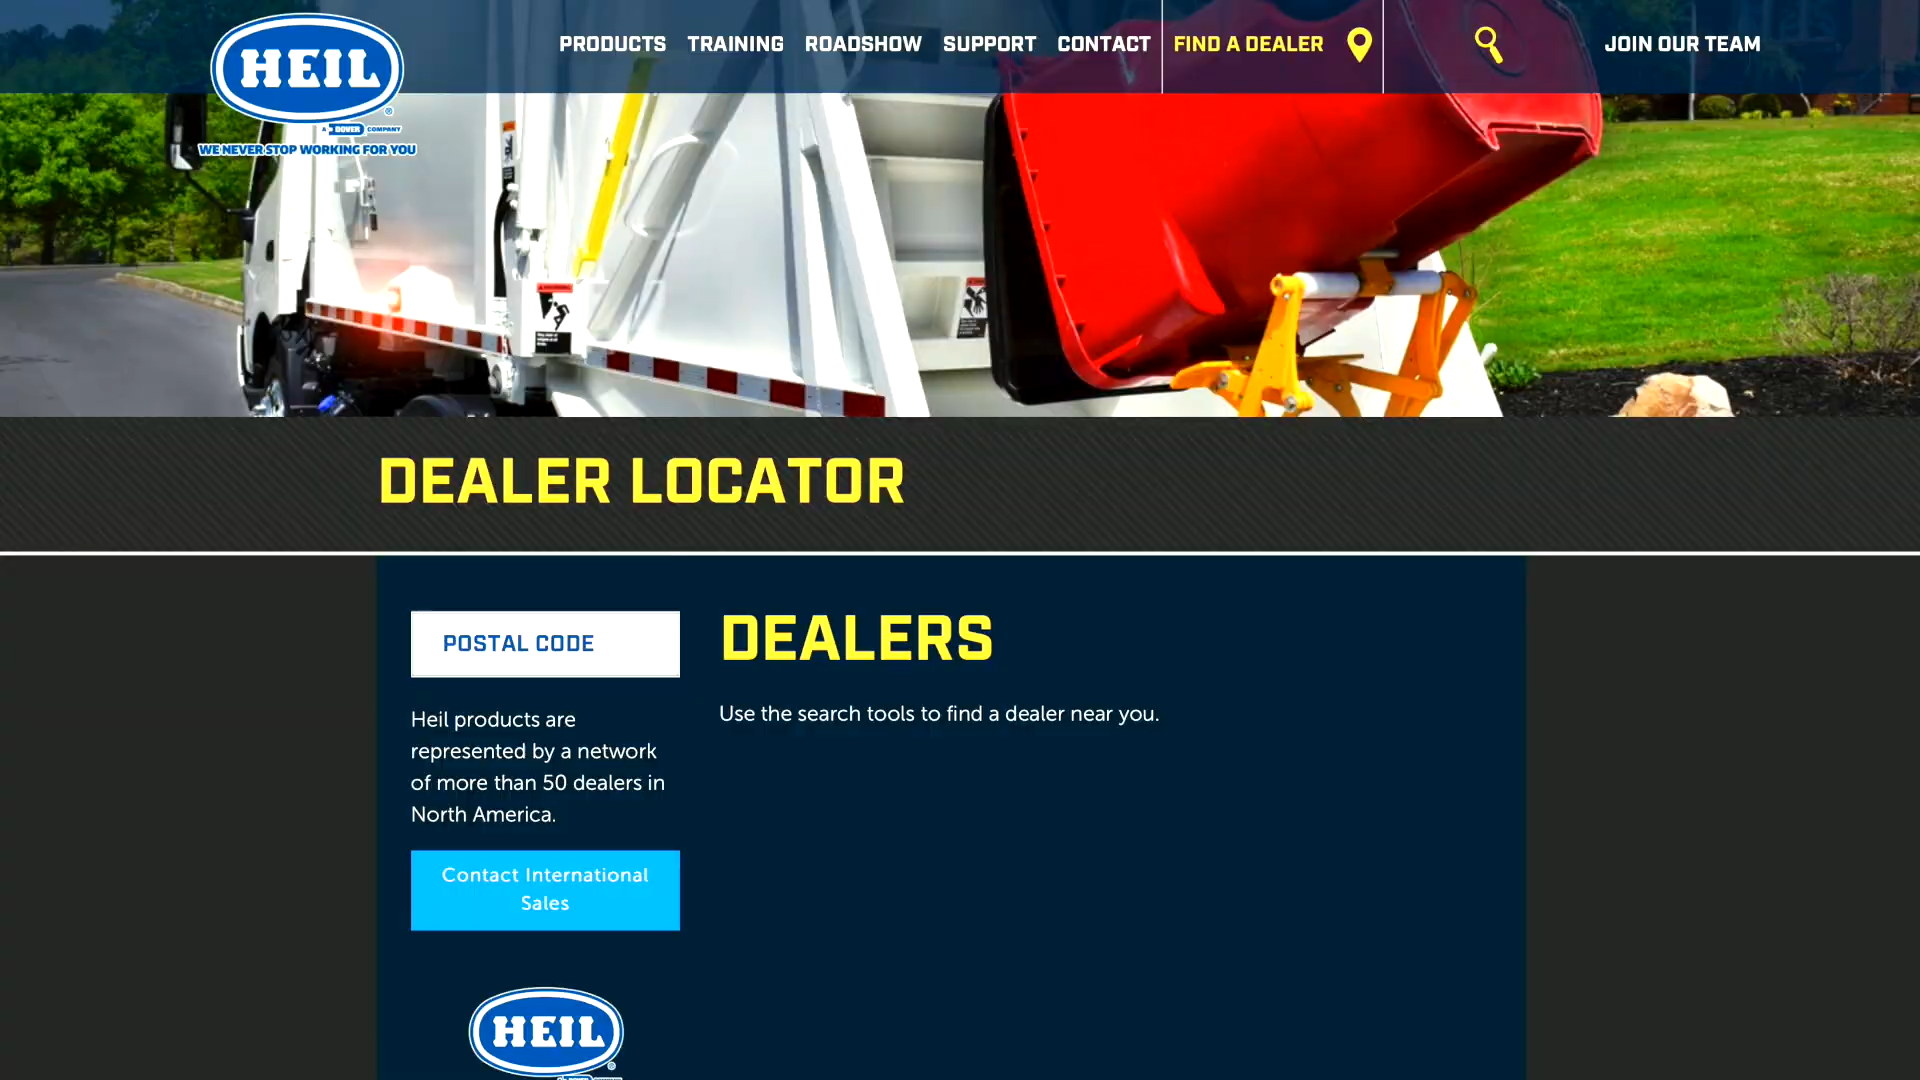 HEIL
A DOVER COMPANY
WE NEVER STOP WORKING FOR YOU
PRODUCTS
TRAINING
ROADSHOW
SUPPORT
CONTACT
FIND A DEALER
JOIN OUR TEAM
DEALER LOCATOR
POSTAL CODE
Heil products are
represented by a network
of more than 50 dealers in
North America.
Contact International
Sales
HEIL
DEALERS
Use the search tools to find a dealer near you.